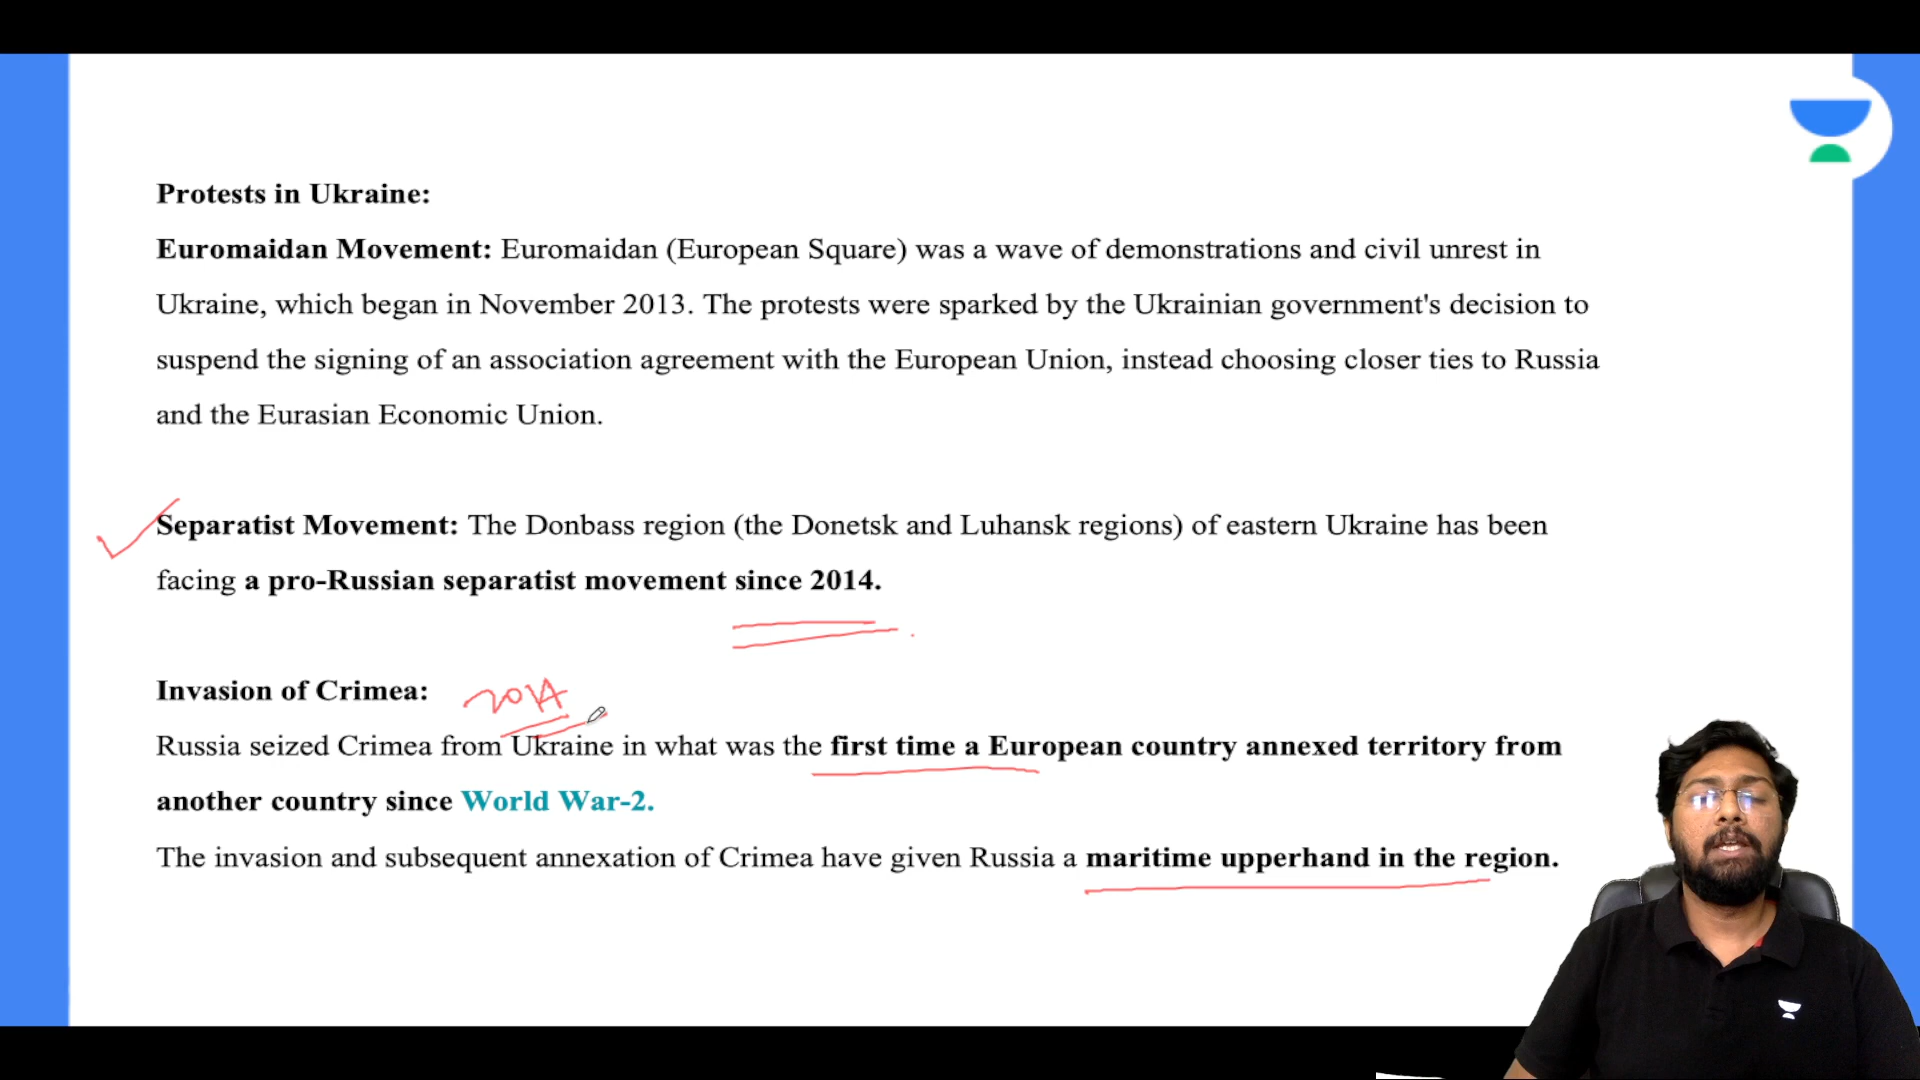 Protests in Ukraine:
Euromaidan Movement: Euromaidan (European Square) was a wave of demonstrations and civil unrest in
Ukraine, which began in November 2013. The protests were sparked by the Ukrainian government's decision to
suspend the signing of an association agreement with the European Union, instead choosing closer ties to Russia
and the Eurasian Economic Union.
Separatist Movement: The Donbass region (the Donetsk and Luhansk regions) of eastern Ukraine has been
facing a pro-Russian separatist movement since 2014.
Invasion of Crimea:
2014
Russia seized Crimea from Ukraine in what was the first time a European country annexed territory from
another country since World War-2.
The invasion and subsequent annexation of Crimea have given Russia a maritime upperhand in the region.